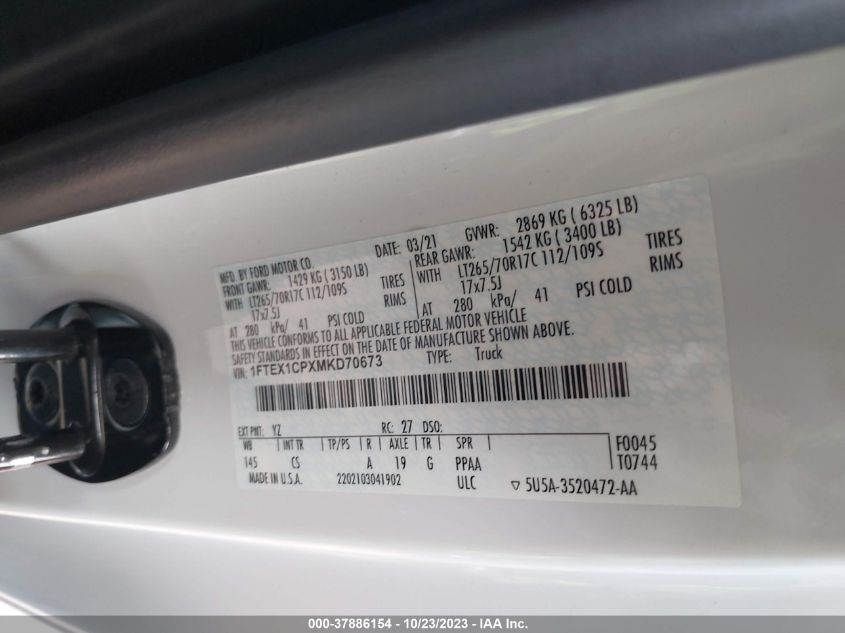 MFD. BY FORD MOTOR CO.
DATE: 03/21 GVWR: 2869 KG ( 6325 LB)
FRONT GAWR: 1429 KG ( 3150 LB) REAR GAWR: 1542 KG ( 3400 LB)
WITH LT265/70R17C 112/109S TIRES WITH LT265/70R17C 112/109S TIRES
17x7.5J RIMS 17x7.5J RIMS
AT 280 kPa/ 41 PSI COLD AT 280 kPa/ 41 PSI COLD
THIS VEHICLE CONFORMS TO ALL APPLICABLE FEDERAL MOTOR VEHICLE
SAFETY STANDARDS IN EFFECT ON THE DATE OF MANUFACTURE SHOWN ABOVE.
VIN: 1FTEX1CPXMKD70673 TYPE: Truck
EXT PNT: YZ RC: 27 DSO:
WB INT TR TP/PS R AXLE TR SPR F0045
145 CS A 19 G PPAA T0744
MADE IN U.S.A. 2202103041902 ULC ▽ 5U5A-3520472-AA
000-37886154 - 10/23/2023 - IAA Inc.